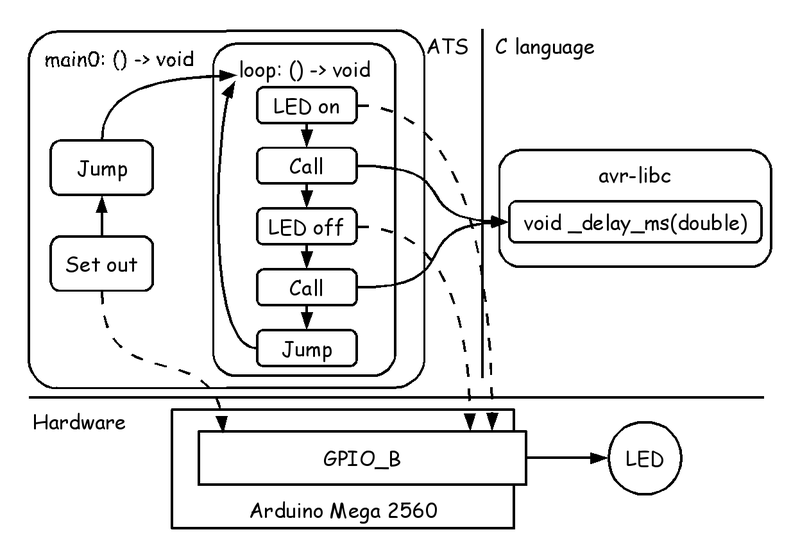 ATS
C language
main0: () -> void
loop: () -> void
LED on
Call
LED off
Call
Jump
Jump
Set out
avr-libc
void _delay_ms(double)
Hardware
GPIO_B
LED
Arduino Mega 2560